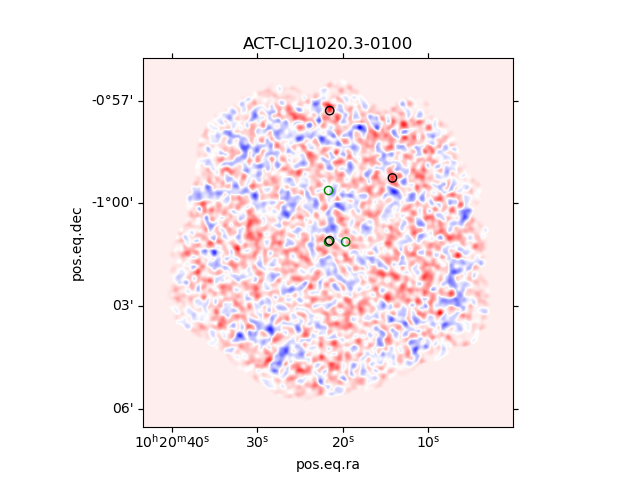 ACT-CLJ1020.3-0100
-0°57'
-1°00'
03'
06'
pos.eq.dec
10ʰ20ᵐ40ˢ 30ˢ 20ˢ 10ˢ
pos.eq.ra